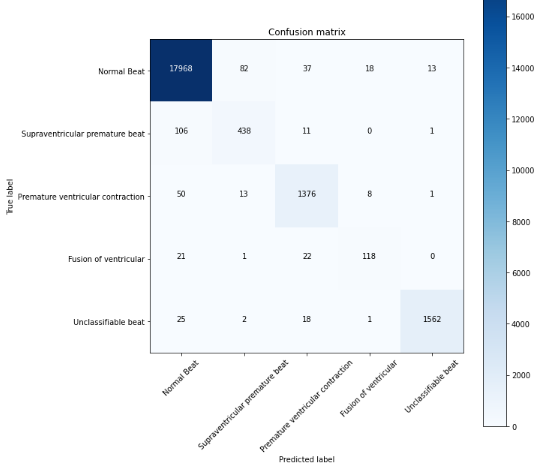 Confusion matrix
True label
Normal Beat 17968 82 37 18 13
Supraventricular premature beat 106 438 11 0 1
Premature ventricular contraction 50 13 1376 8 1
Fusion of ventricular 21 1 22 118 0
Unclassifiable beat 25 2 18 1 1562
Normal Beat
Supraventricular premature beat
Premature ventricular contraction
Fusion of ventricular
Unclassifiable beat
Predicted label
16000
14000
12000
10000
8000
6000
4000
2000
0